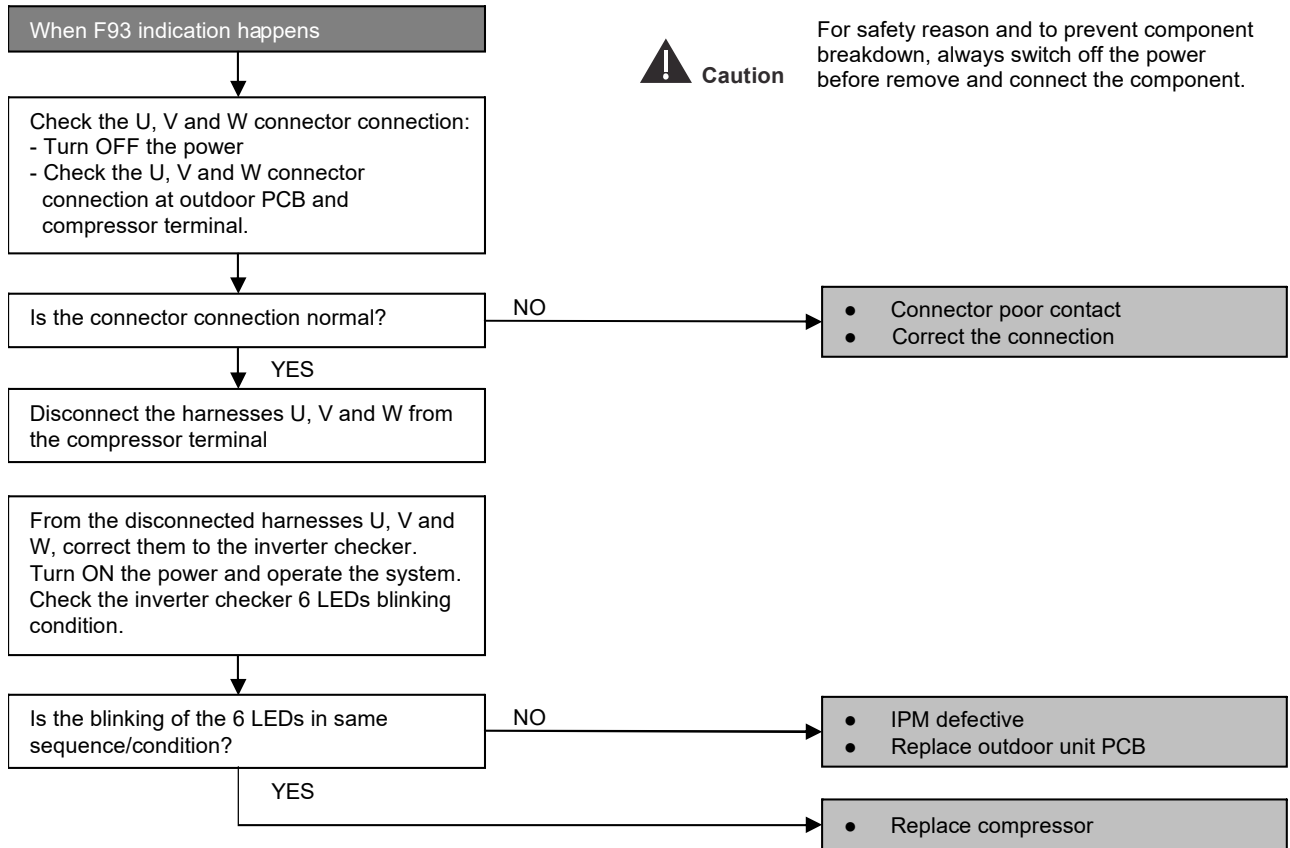 When F93 indication happens
Caution
For safety reason and to prevent component
breakdown, always switch off the power
before remove and connect the component.
Check the U, V and W connector connection:
- Turn OFF the power
- Check the U, V and W connector
connection at outdoor PCB and
compressor terminal.
Is the connector connection normal?
NO
● Connector poor contact
● Correct the connection
YES
Disconnect the harnesses U, V and W from
the compressor terminal
From the disconnected harnesses U, V and
W, correct them to the inverter checker.
Turn ON the power and operate the system.
Check the inverter checker 6 LEDs blinking
condition.
Is the blinking of the 6 LEDs in same
sequence/condition?
NO
● IPM defective
● Replace outdoor unit PCB
YES
● Replace compressor